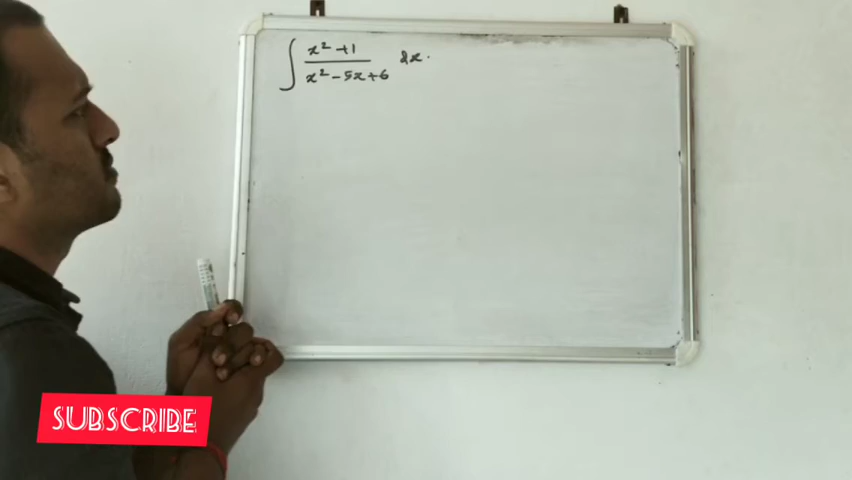 ∫ x² + 1 / x² - 5x + 6 dx.
SUBSCRIBE